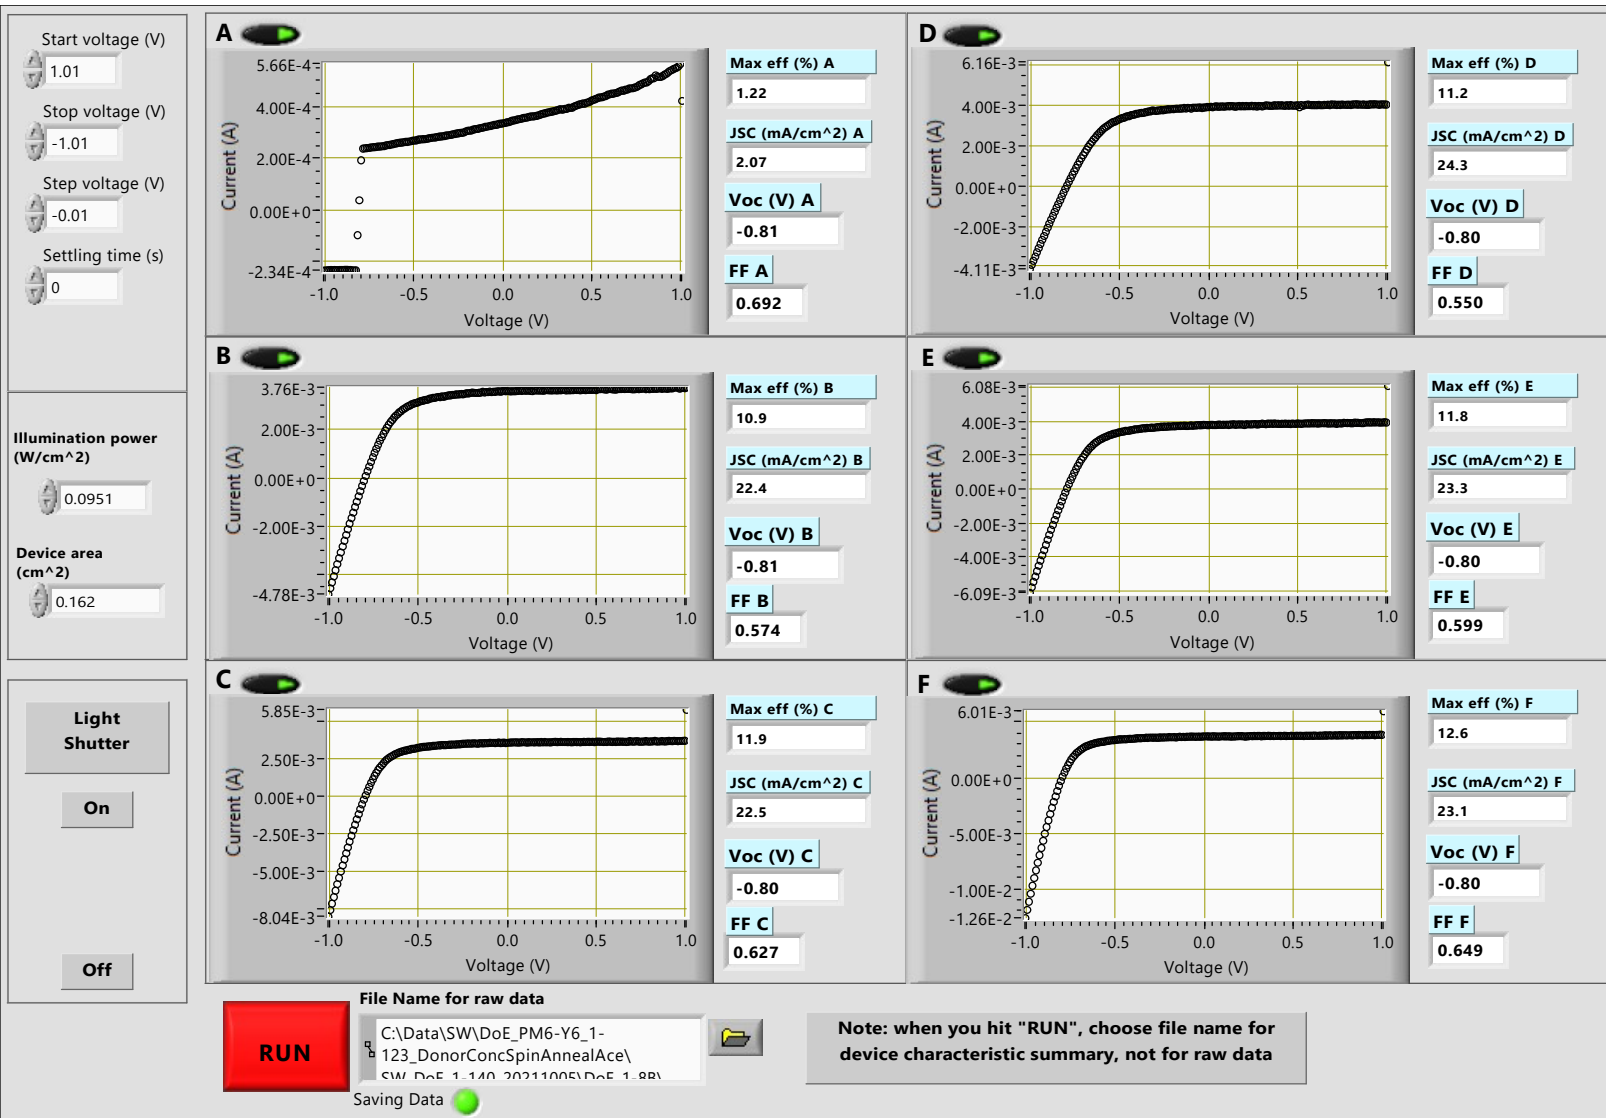 Start voltage (V)
1.01
Stop voltage (V)
-1.01
Step voltage (V)
-0.01
Settling time (s)
0
Illumination power
(W/cm^2)
0.0951
Device area
(cm^2)
0.162
Light
Shutter
On
Off
A
5.66E-4
4.00E-4
2.00E-4
0.00E+0
-2.34E-4
Current (A)
-1.0 -0.5 0.0 0.5 1.0
Voltage (V)
Max eff (%) A
1.22
JSC (mA/cm^2) A
2.07
Voc (V) A
-0.81
FF A
0.692
B
3.76E-3
2.00E-3
0.00E+0
-2.00E-3
-4.78E-3
Current (A)
-1.0 -0.5 0.0 0.5 1.0
Voltage (V)
Max eff (%) B
10.9
JSC (mA/cm^2) B
22.4
Voc (V) B
-0.81
FF B
0.574
C
5.85E-3
2.50E-3
0.00E+0
-2.50E-3
-5.00E-3
-8.04E-3
Current (A)
-1.0 -0.5 0.0 0.5 1.0
Voltage (V)
Max eff (%) C
11.9
JSC (mA/cm^2) C
22.5
Voc (V) C
-0.80
FF C
0.627
D
6.16E-3
4.00E-3
2.00E-3
0.00E+0
-2.00E-3
-4.11E-3
Current (A)
-1.0 -0.5 0.0 0.5 1.0
Voltage (V)
Max eff (%) D
11.2
JSC (mA/cm^2) D
24.3
Voc (V) D
-0.80
FF D
0.550
E
6.08E-3
4.00E-3
2.00E-3
0.00E+0
-2.00E-3
-4.00E-3
-6.09E-3
Current (A)
-1.0 -0.5 0.0 0.5 1.0
Voltage (V)
Max eff (%) E
11.8
JSC (mA/cm^2) E
23.3
Voc (V) E
-0.80
FF E
0.599
F
6.01E-3
0.00E+0
-5.00E-3
-1.00E-2
-1.26E-2
Current (A)
-1.0 -0.5 0.0 0.5 1.0
Voltage (V)
Max eff (%) F
12.6
JSC (mA/cm^2) F
23.1
Voc (V) F
-0.80
FF F
0.649
RUN
File Name for raw data
C:\Data\SW\DoE_PM6-Y6_1-
123_DonorConcSpinAnnealAce\
SW_DoE_1-140_20211005\DoE_1-8B\
Saving Data
Note: when you hit "RUN", choose file name for
device characteristic summary, not for raw data